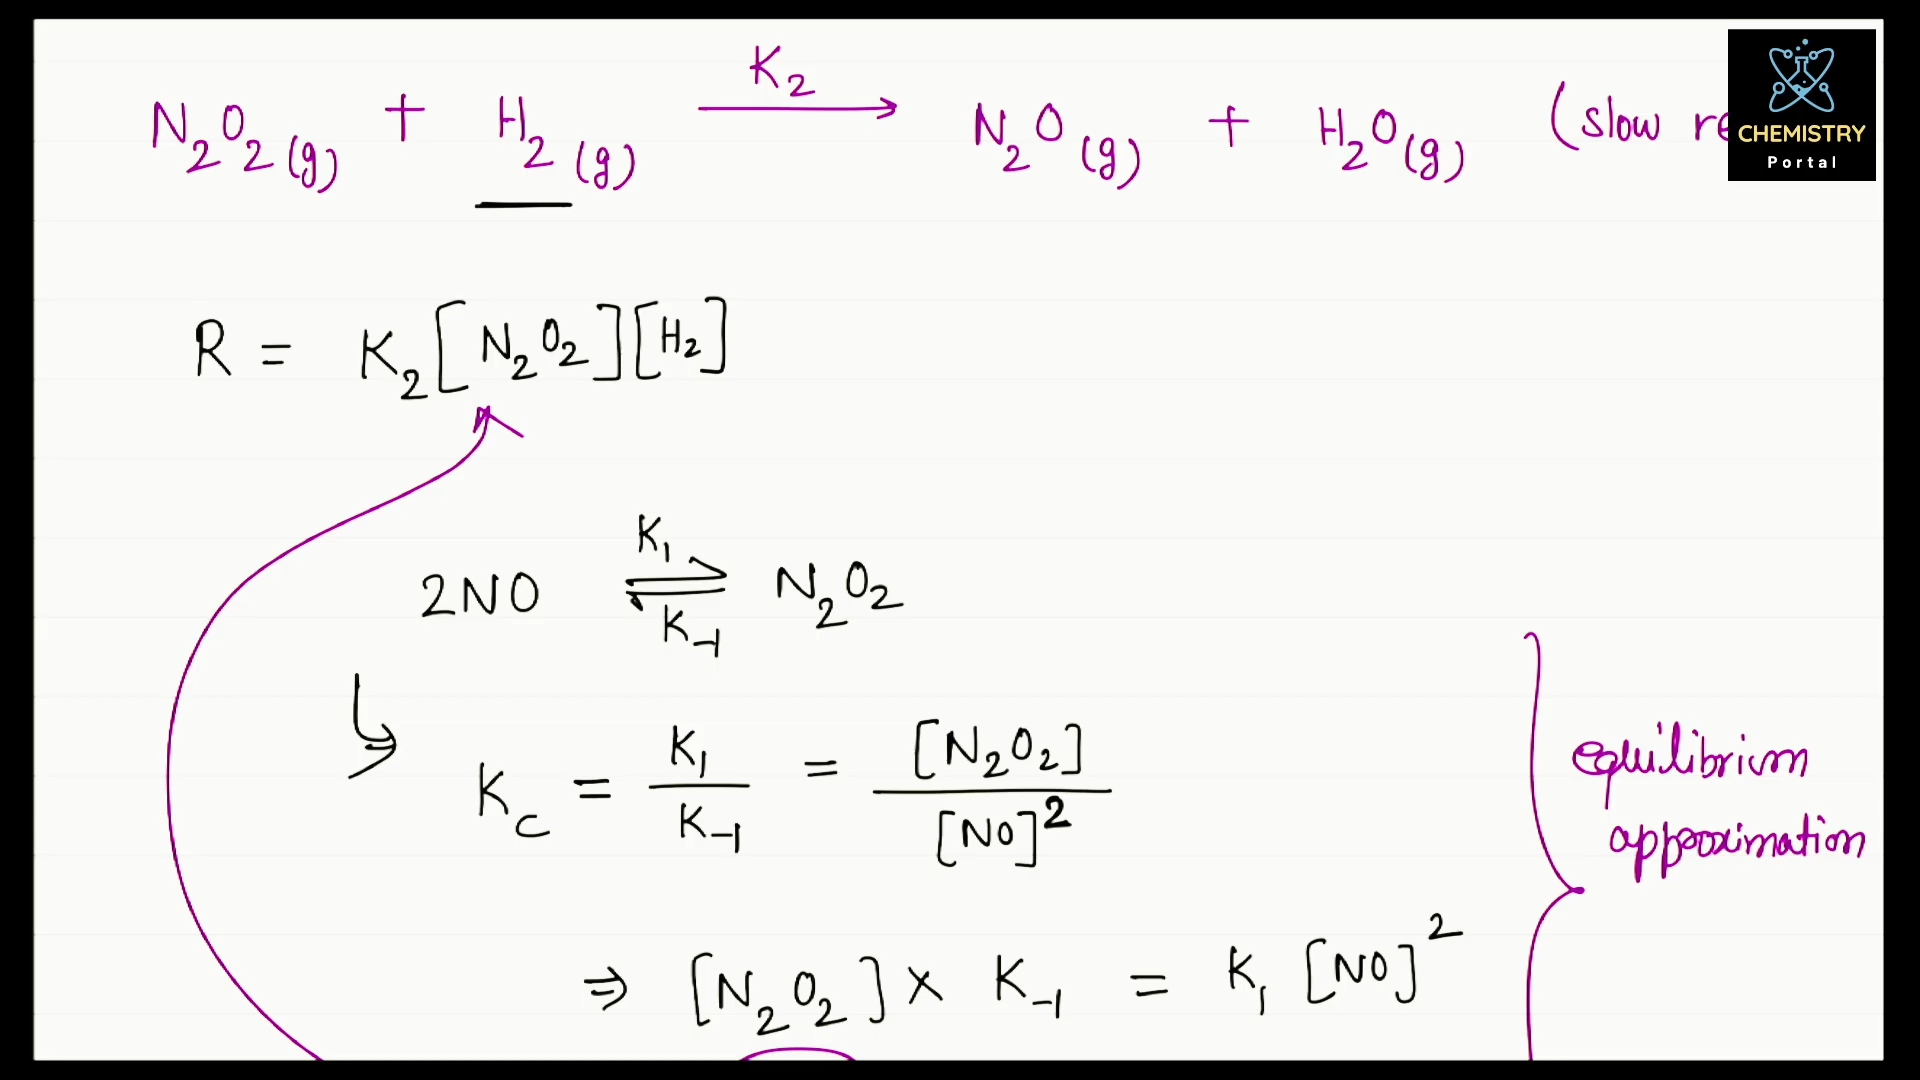 N₂O₂(g) + H₂(g) —K₂→ N₂O(g) + H₂O(g) (slow re
CHEMISTRY
Portal
R = K₂[N₂O₂][H₂]
2NO ⇌ N₂O₂
K₁
K₋₁
K_C = K₁/K₋₁ = [N₂O₂]/[NO]²
equilibrium
approximation
⇒ [N₂O₂] × K₋₁ = K₁ [NO]²